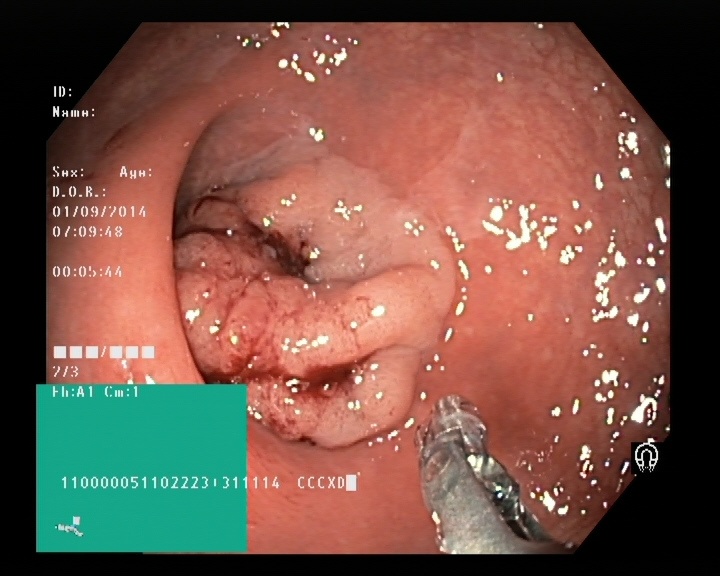 ID:
Name:
Sex: Age:
D.O.B.:
01/09/2014
07:09:48
00:05:44
■■■/■■■
2/3
Eh:A1 Cm:1
110000051102223+311114 CCCXD